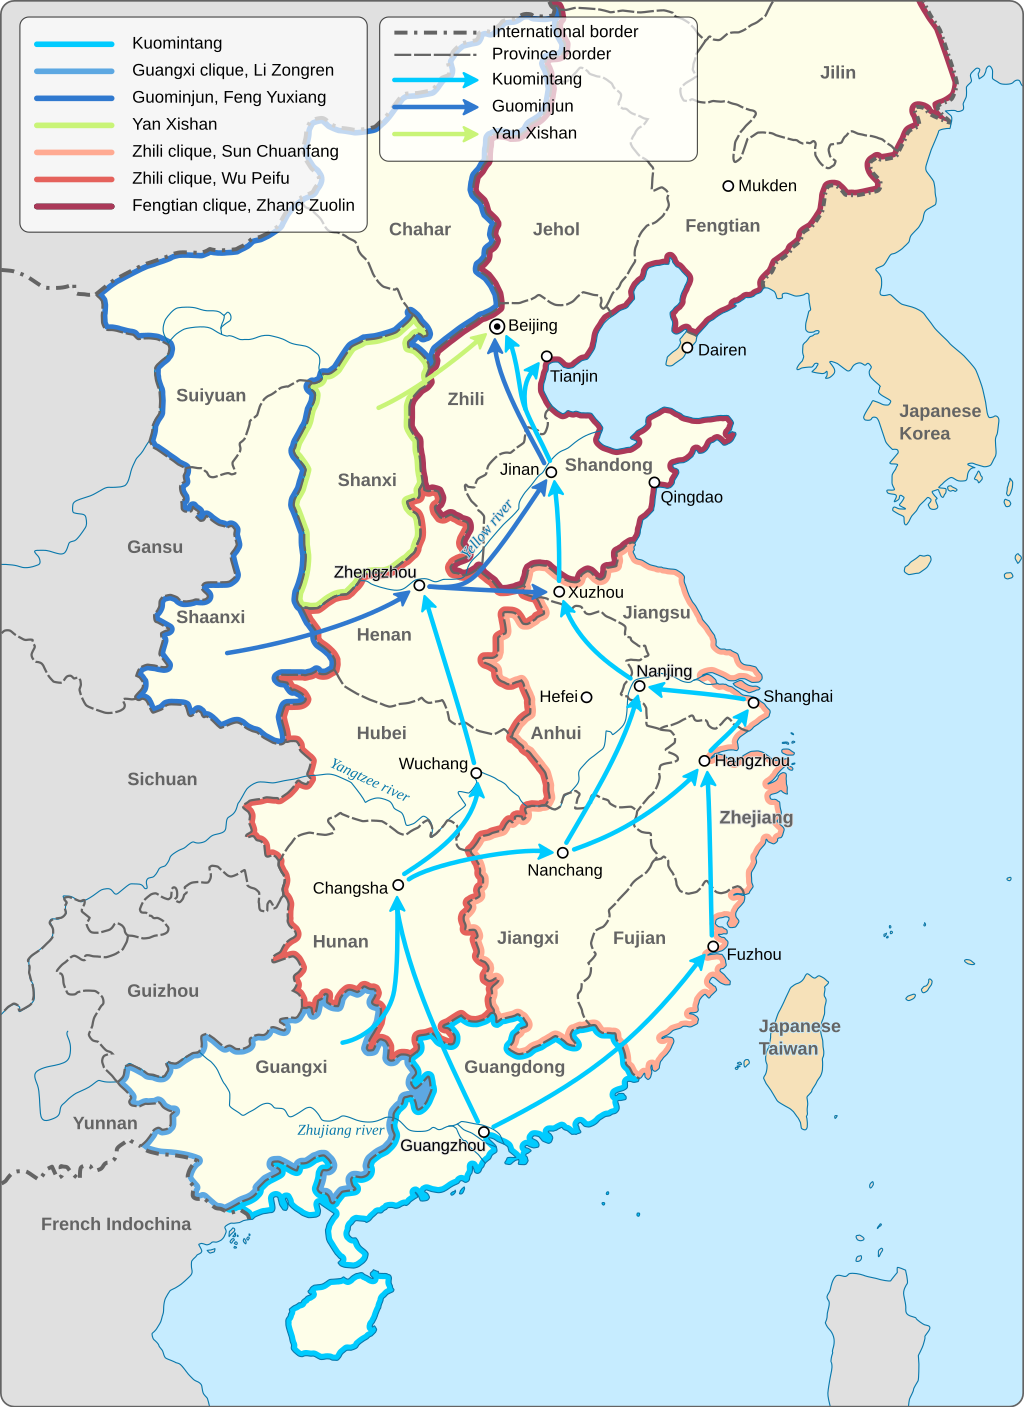 Kuomintang
Guangxi clique, Li Zongren
Guominjun, Feng Yuxiang
Yan Xishan
Zhili clique, Sun Chuanfang
Zhili clique, Wu Peifu
Fengtian clique, Zhang Zuolin
International border
Province border
Kuomintang
Guominjun
Yan Xishan
Jilin
Mukden
Chahar
Jehol
Fengtian
Beijing
Dairen
Tianjin
Suiyuan
Zhili
Japanese
Korea
Shanxi
Jinan
Shandong
Qingdao
Yellow river
Gansu
Zhengzhou
Xuzhou
Shaanxi
Henan
Jiangsu
Nanjing
Hefei
Shanghai
Hubei
Anhui
Wuchang
Hangzhou
Sichuan
Yangtzee river
Zhejiang
Nanchang
Changsha
Hunan
Jiangxi
Fujian
Fuzhou
Guizhou
Japanese
Taiwan
Guangxi
Guangdong
Yunnan
Zhujiang river
Guangzhou
French Indochina